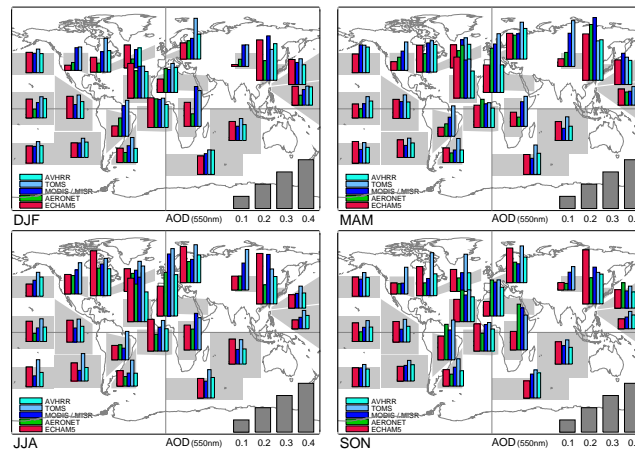 AVHRR
TOMS
MODIS / MISR
AERONET
ECHAM5
DJF
AOD (550nm) 0.1 0.2 0.3 0.4
AVHRR
TOMS
MODIS / MISR
AERONET
ECHAM5
MAM
AOD (550nm) 0.1 0.2 0.3
AVHRR
TOMS
MODIS / MISR
AERONET
ECHAM5
JJA
AOD (550nm) 0.1 0.2 0.3 0.4
AVHRR
TOMS
MODIS / MISR
AERONET
ECHAM5
SON
AOD (550nm) 0.1 0.2 0.3